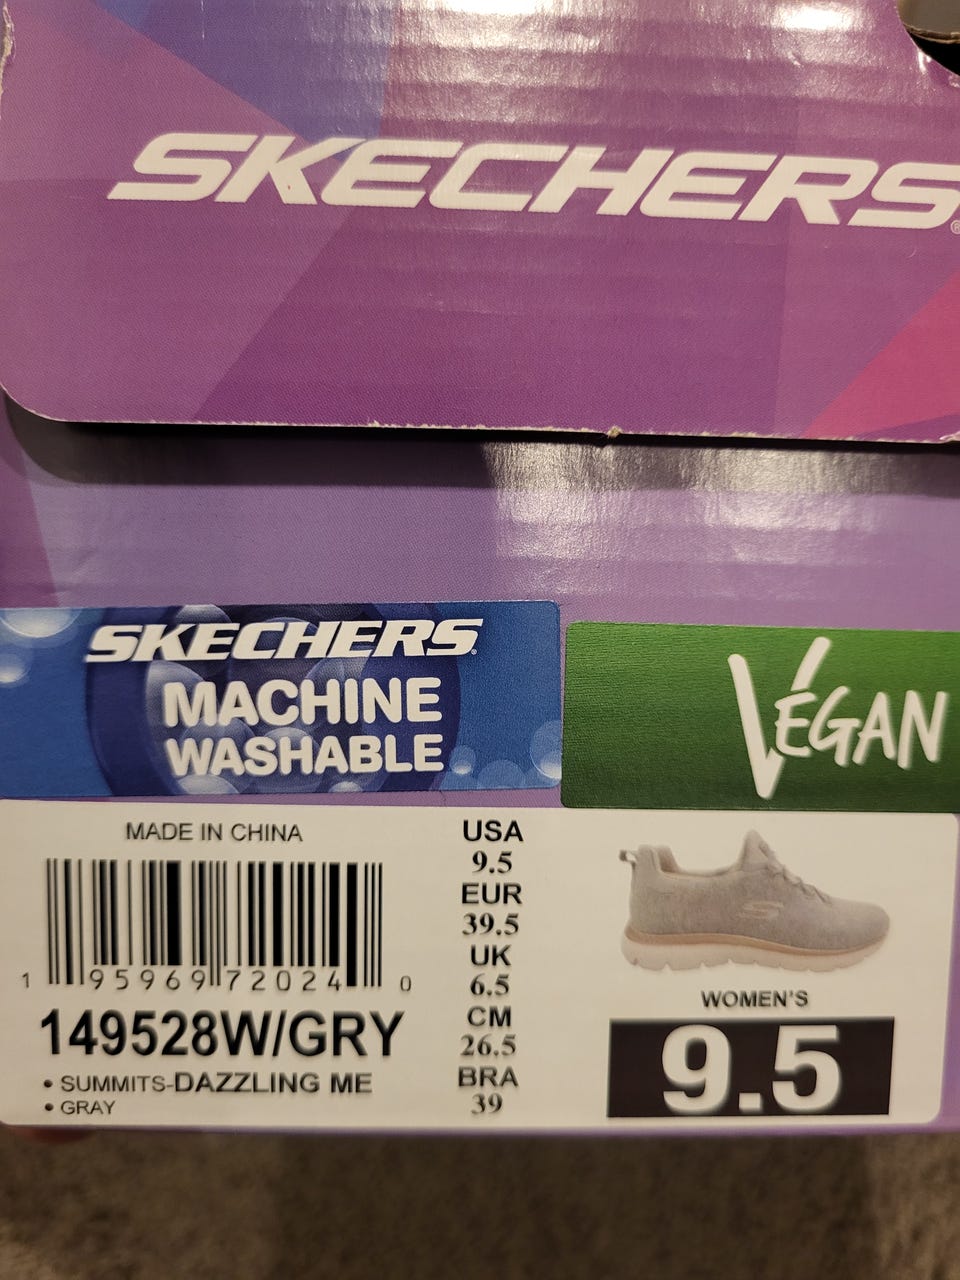 SKECHERS®
SKECHERS
MACHINE
WASHABLE
VEGAN
MADE IN CHINA
1 95969 72024 0
149528W/GRY
• SUMMITS-DAZZLING ME
• GRAY
USA
9.5
EUR
39.5
UK
6.5
CM
26.5
BRA
39
WOMEN'S
9.5